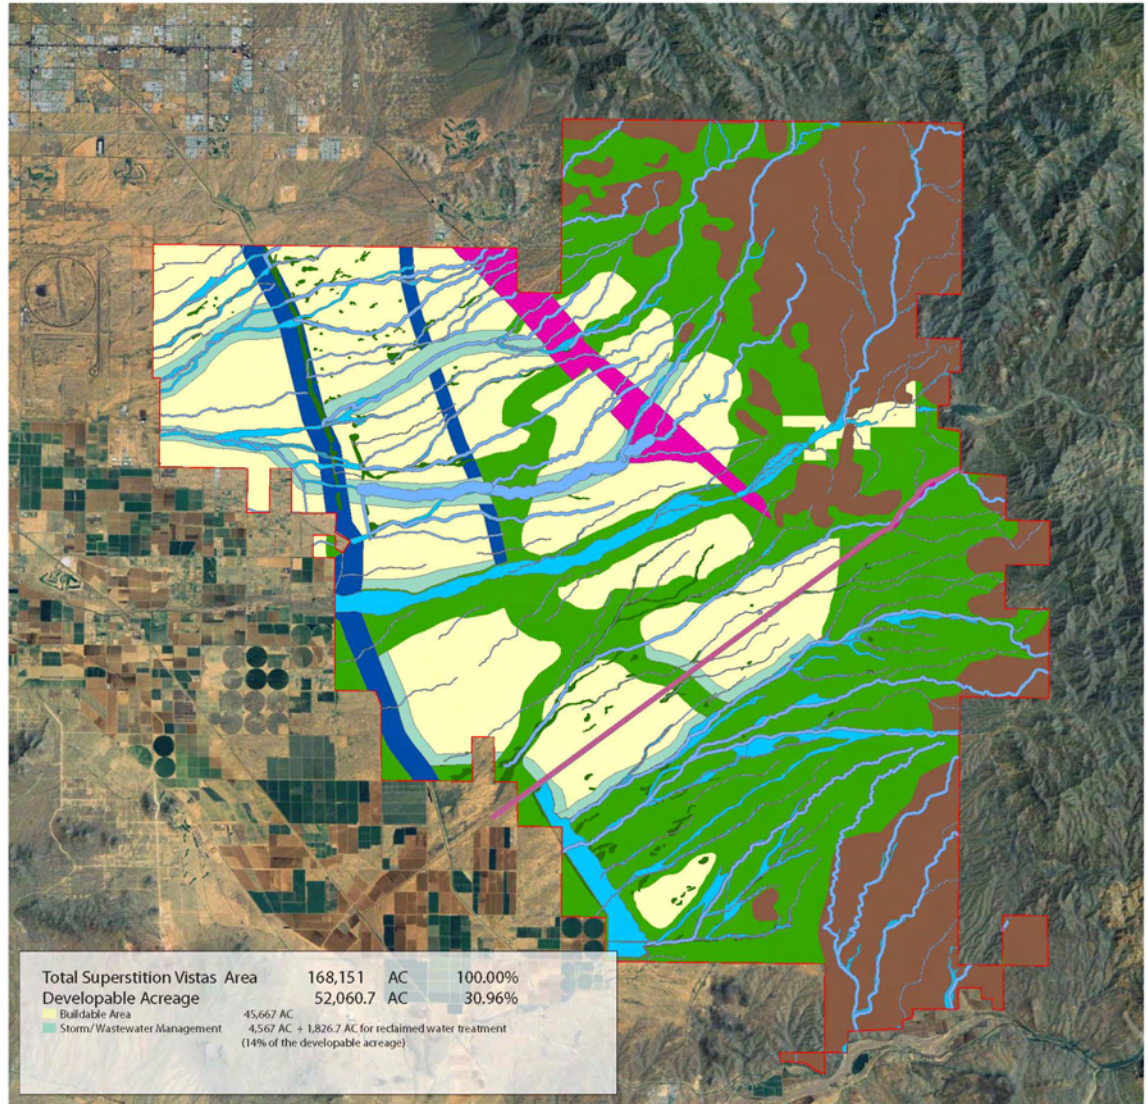 Total Superstition Vistas Area 168,151 AC 100.00%
Developable Acreage 52,060.7 AC 30.96%
Buildable Area 45,667 AC
Storm/Wastewater Management 4,567 AC + 1,826.7 AC for reclaimed water treatment
(14% of the developable acreage)